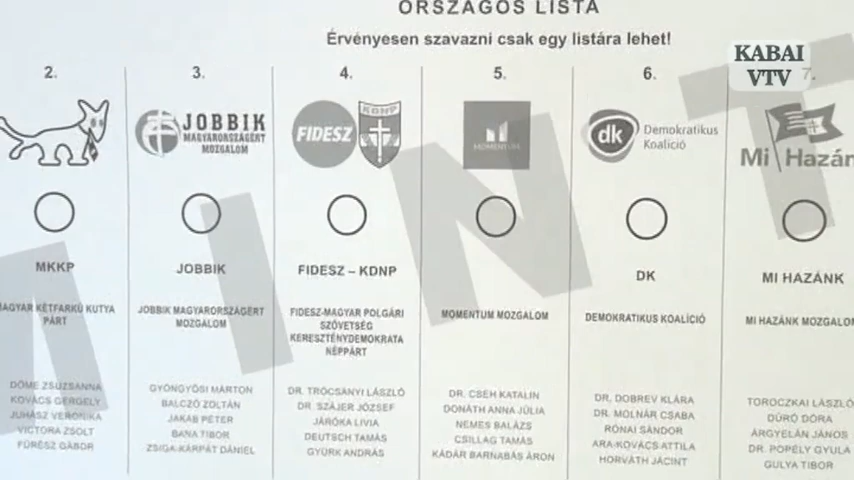 ORSZÁGOS LISTA
Érvényesen szavazni csak egy listára lehet!
KABAI
VTV
2.
3.
4.
5.
6.
7.
JOBBIK
MAGYARORSZÁGÉRT
MOZGALOM
FIDESZ
KDNP
MOMENTUM
dk
Demokratikus
Koalíció
Mi Hazán
MKKP
JOBBIK
FIDESZ – KDNP
DK
MI HAZÁNK
MAGYAR KÉTFARKÚ KUTYA
PÁRT
JOBBIK MAGYARORSZÁGÉRT
MOZGALOM
FIDESZ-MAGYAR POLGÁRI
SZÖVETSÉG
KERESZTÉNYDEMOKRATA
NÉPPÁRT
MOMENTUM MOZGALOM
DEMOKRATIKUS KOALÍCIÓ
MI HAZÁNK MOZGALOM
DÖME ZSUZSANNA
KOVÁCS GERGELY
JUHÁSZ VERONIKA
VICTORA ZSOLT
FÜRÉSZ GÁBOR
GYÖNGYÖSI MÁRTON
BALCZÓ ZOLTÁN
JAKAB PÉTER
BANA TIBOR
ZSIGA-KÁRPÁT DÁNIEL
DR. TRÓCSÁNYI LÁSZLÓ
DR. SZÁJER JÓZSEF
JÁRÓKA LÍVIA
DEUTSCH TAMÁS
GYÜRK ANDRÁS
DR. CSEH KATALIN
DONÁTH ANNA JÚLIA
NEMES BALÁZS
CSILLAG TAMÁS
KÁDÁR BARNABÁS ÁRON
DR. DOBREV KLÁRA
DR. MOLNÁR CSABA
RÓNAI SÁNDOR
ARA-KOVÁCS ATTILA
HORVÁTH JÁCINT
TOROCZKAI LÁSZLÓ
DÚRÓ DÓRA
ÁRGYELÁN JÁNOS
DR. POPÉLY GYULA
GULYA TIBOR
MINT